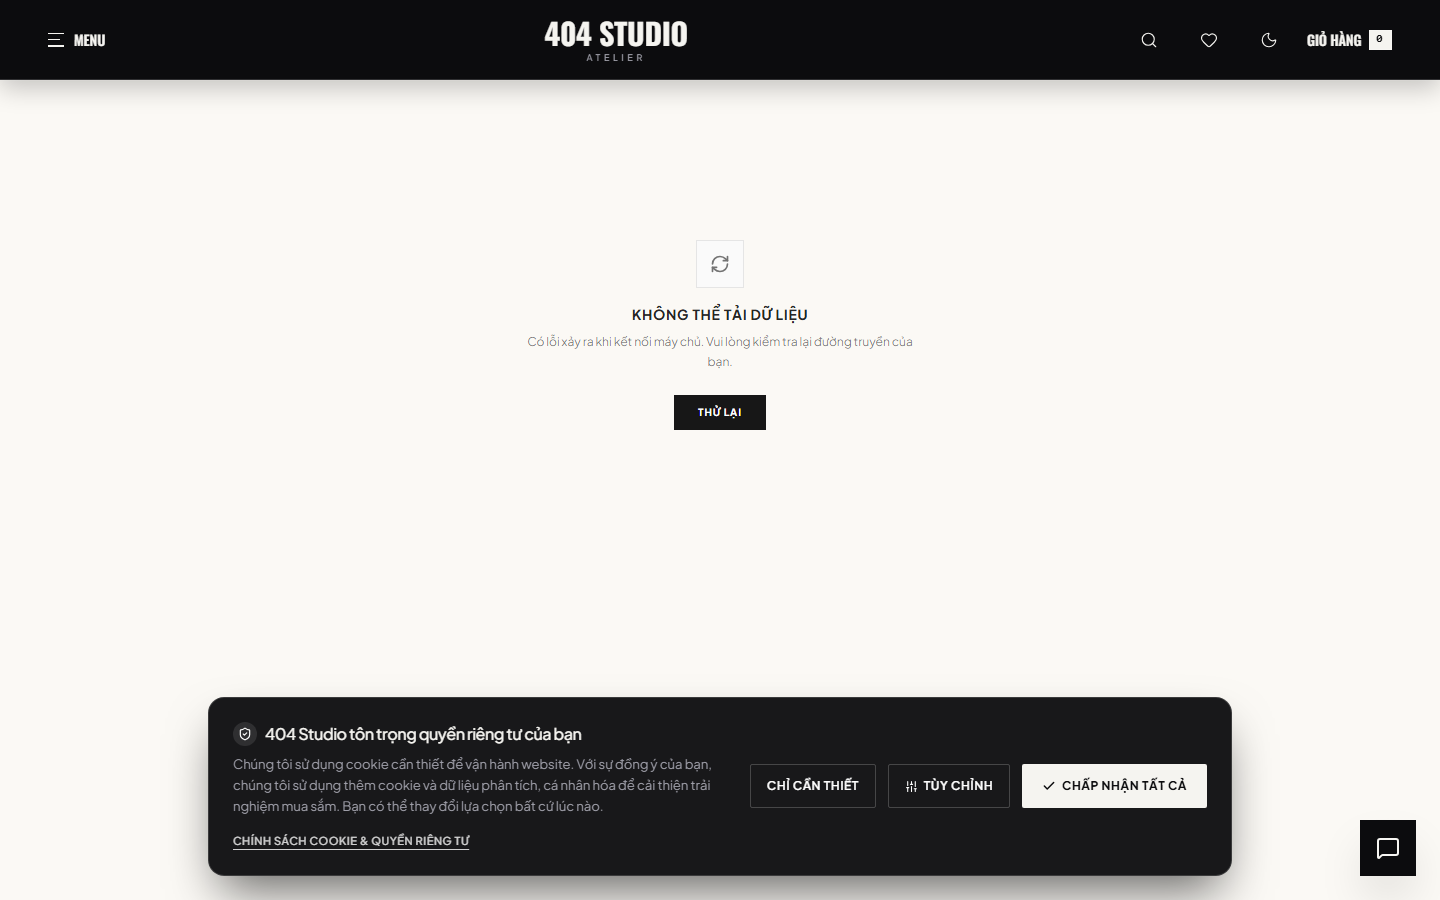 MENU
404 STUDIO
ATELIER
GIỎ HÀNG 0
KHÔNG THỂ TẢI DỮ LIỆU
Có lỗi xảy ra khi kết nối máy chủ. Vui lòng kiểm tra lại đường truyền của
bạn.
THỬ LẠI
404 Studio tôn trọng quyền riêng tư của bạn
Chúng tôi sử dụng cookie cần thiết để vận hành website. Với sự đồng ý của bạn,
chúng tôi sử dụng thêm cookie và dữ liệu phân tích, cá nhân hóa để cải thiện trải
nghiệm mua sắm. Bạn có thể thay đổi lựa chọn bất cứ lúc nào.
CHÍNH SÁCH COOKIE & QUYỀN RIÊNG TƯ
CHỈ CẦN THIẾT
TÙY CHỈNH
CHẤP NHẬN TẤT CẢ